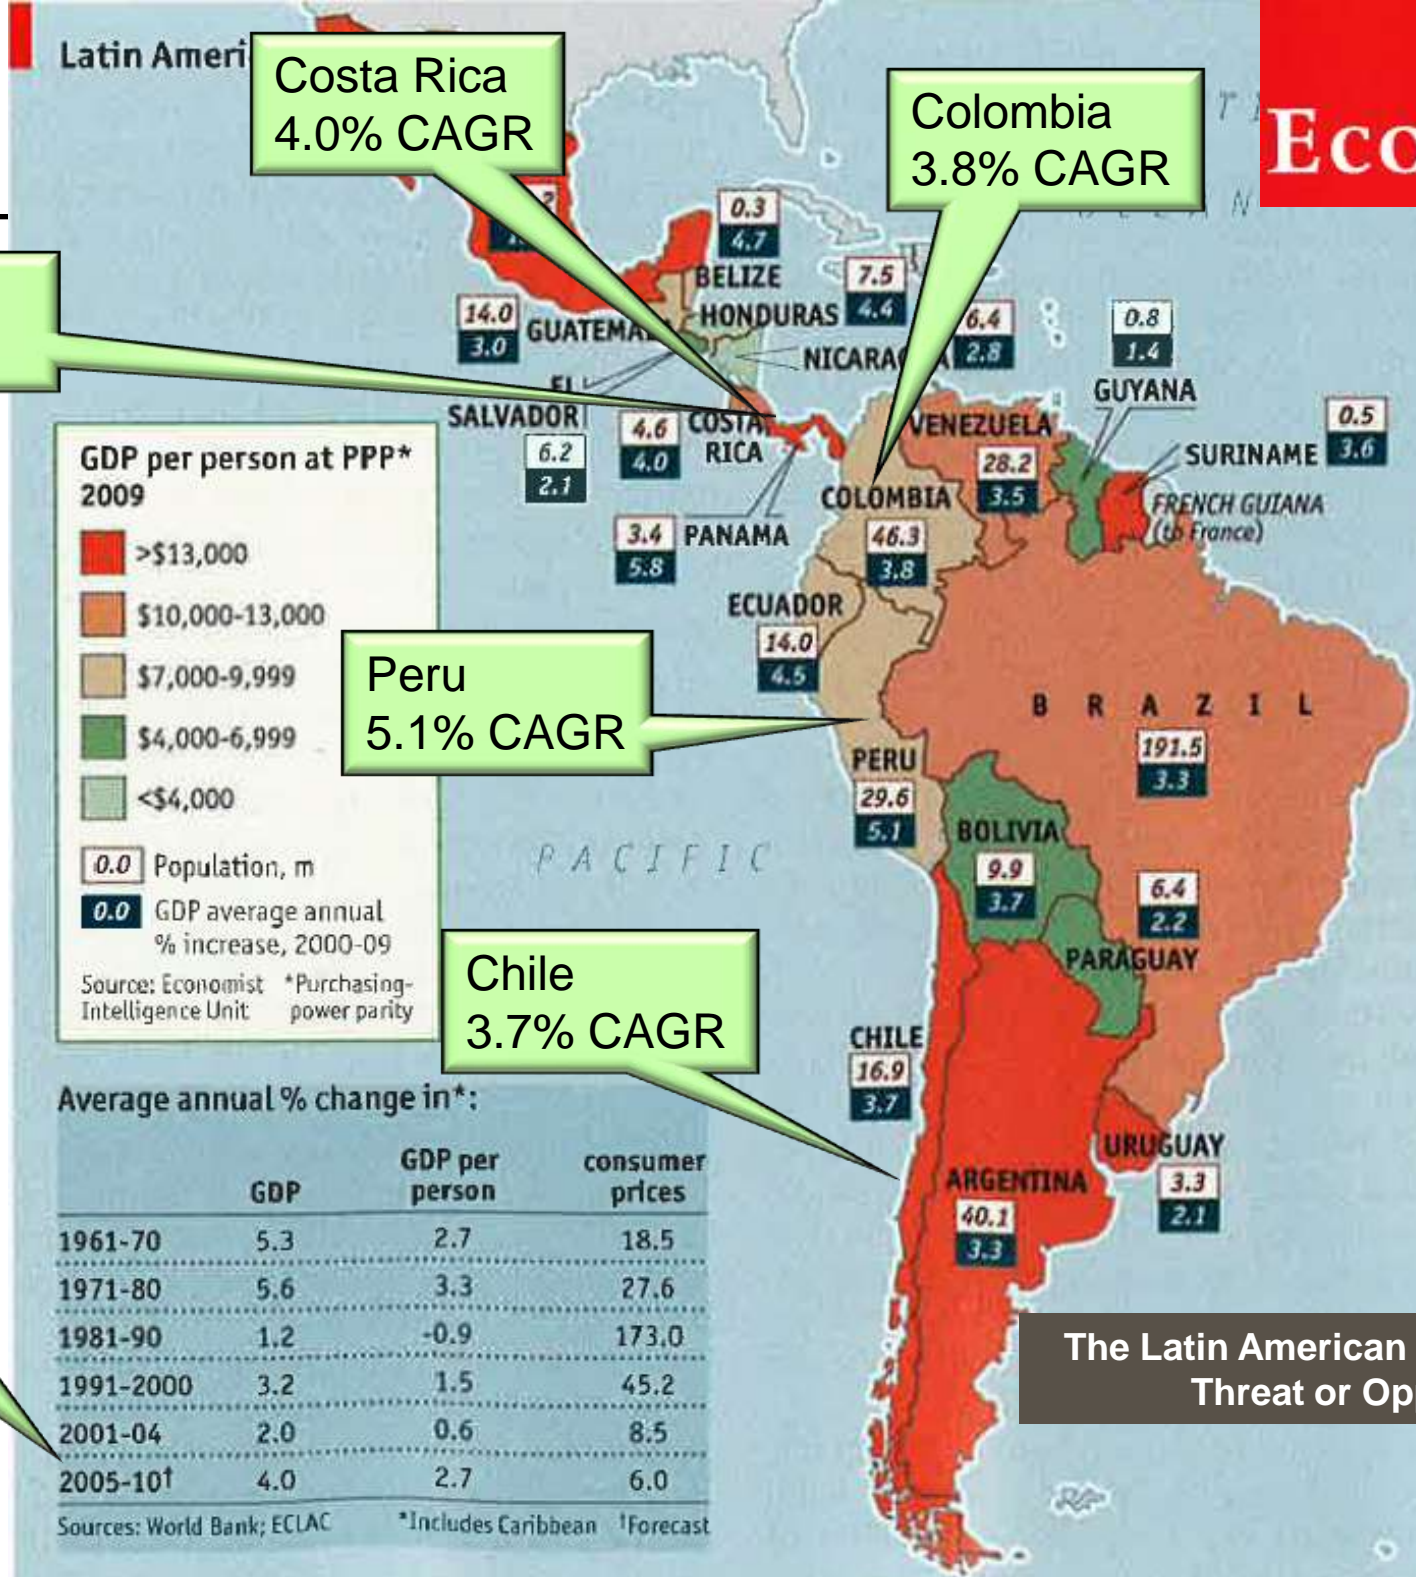 Latin Ameri
Costa Rica
4.0% CAGR
Colombia
3.8% CAGR
Eco
0.3
4.7
BELIZE
7.5
4.4
HONDURAS
14.0
3.0
GUATEMA
6.4
2.8
NICARAG
A
0.8
1.4
GUYANA
EL
SALVADOR
6.2
2.1
4.6
4.0
COSTA
RICA
VENEZUELA
28.2
3.5
0.5
3.6
SURINAME
FRENCH GUIANA
(to France)
3.4
5.8
PANAMA
COLOMBIA
46.3
3.8
ECUADOR
14.0
4.5
GDP per person at PPP*
2009
>$13,000
$10,000-13,000
$7,000-9,999
$4,000-6,999
<$4,000
0.0 Population, m
0.0 GDP average annual
% increase, 2000-09
Source: Economist *Purchasing-
Intelligence Unit power parity
Peru
5.1% CAGR
BRAZIL
191.5
3.3
PERU
29.6
5.1
BOLIVIA
9.9
3.7
PACIFIC
6.4
2.2
PARAGUAY
Chile
3.7% CAGR
CHILE
16.9
3.7
URUGUAY
3.3
2.1
ARGENTINA
40.1
3.3
Average annual % change in*:
GDP GDP per person consumer prices
1961-70 5.3 2.7 18.5
1971-80 5.6 3.3 27.6
1981-90 1.2 -0.9 173.0
1991-2000 3.2 1.5 45.2
2001-04 2.0 0.6 8.5
2005-10† 4.0 2.7 6.0
Sources: World Bank; ECLAC *Includes Caribbean †Forecast
The Latin American
Threat or Op